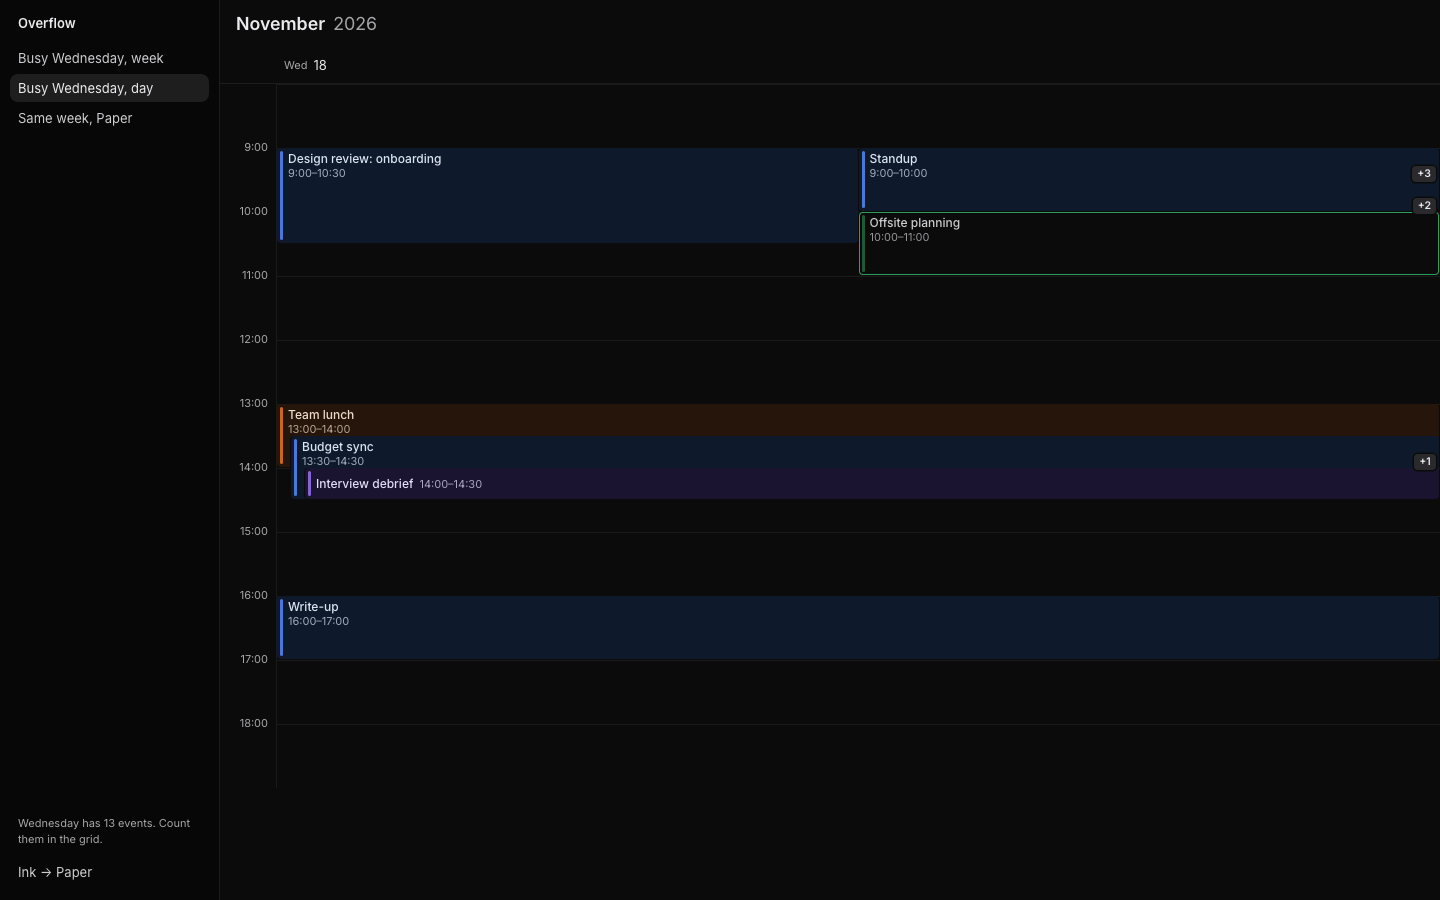 Overflow
Busy Wednesday, week
Busy Wednesday, day
Same week, Paper
Wednesday has 13 events. Count
them in the grid.
Ink → Paper
November 2026
Wed 18
9:00
10:00
11:00
12:00
13:00
14:00
15:00
16:00
17:00
18:00
Design review: onboarding
9:00–10:30
Standup
9:00–10:00
+3
+2
Offsite planning
10:00–11:00
Team lunch
13:00–14:00
Budget sync
13:30–14:30
+1
Interview debrief 14:00–14:30
Write-up
16:00–17:00